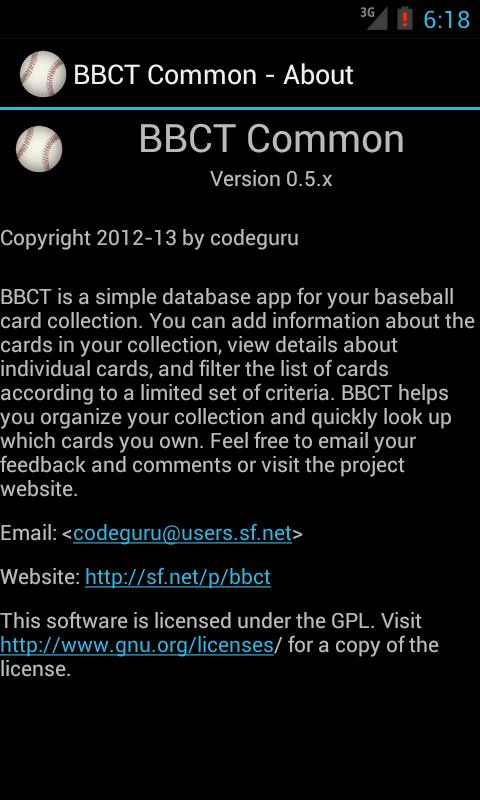 3G 6:18
BBCT Common - About
BBCT Common
Version 0.5.x
Copyright 2012-13 by codeguru
BBCT is a simple database app for your baseball
card collection. You can add information about the
cards in your collection, view details about
individual cards, and filter the list of cards
according to a limited set of criteria. BBCT helps
you organize your collection and quickly look up
which cards you own. Feel free to email your
feedback and comments or visit the project
website.
Email: <codeguru@users.sf.net>
Website: http://sf.net/p/bbct
This software is licensed under the GPL. Visit
http://www.gnu.org/licenses/ for a copy of the
license.